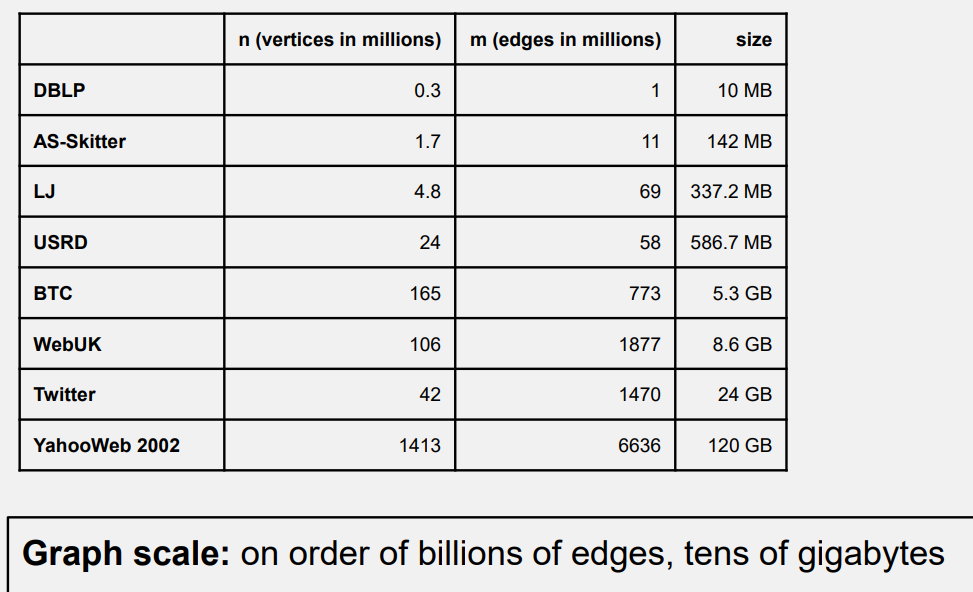 n (vertices in millions) m (edges in millions) size
DBLP 0.3 1 10 MB
AS-Skitter 1.7 11 142 MB
LJ 4.8 69 337.2 MB
USRD 24 58 586.7 MB
BTC 165 773 5.3 GB
WebUK 106 1877 8.6 GB
Twitter 42 1470 24 GB
YahooWeb 2002 1413 6636 120 GB
Graph scale: on order of billions of edges, tens of gigabytes